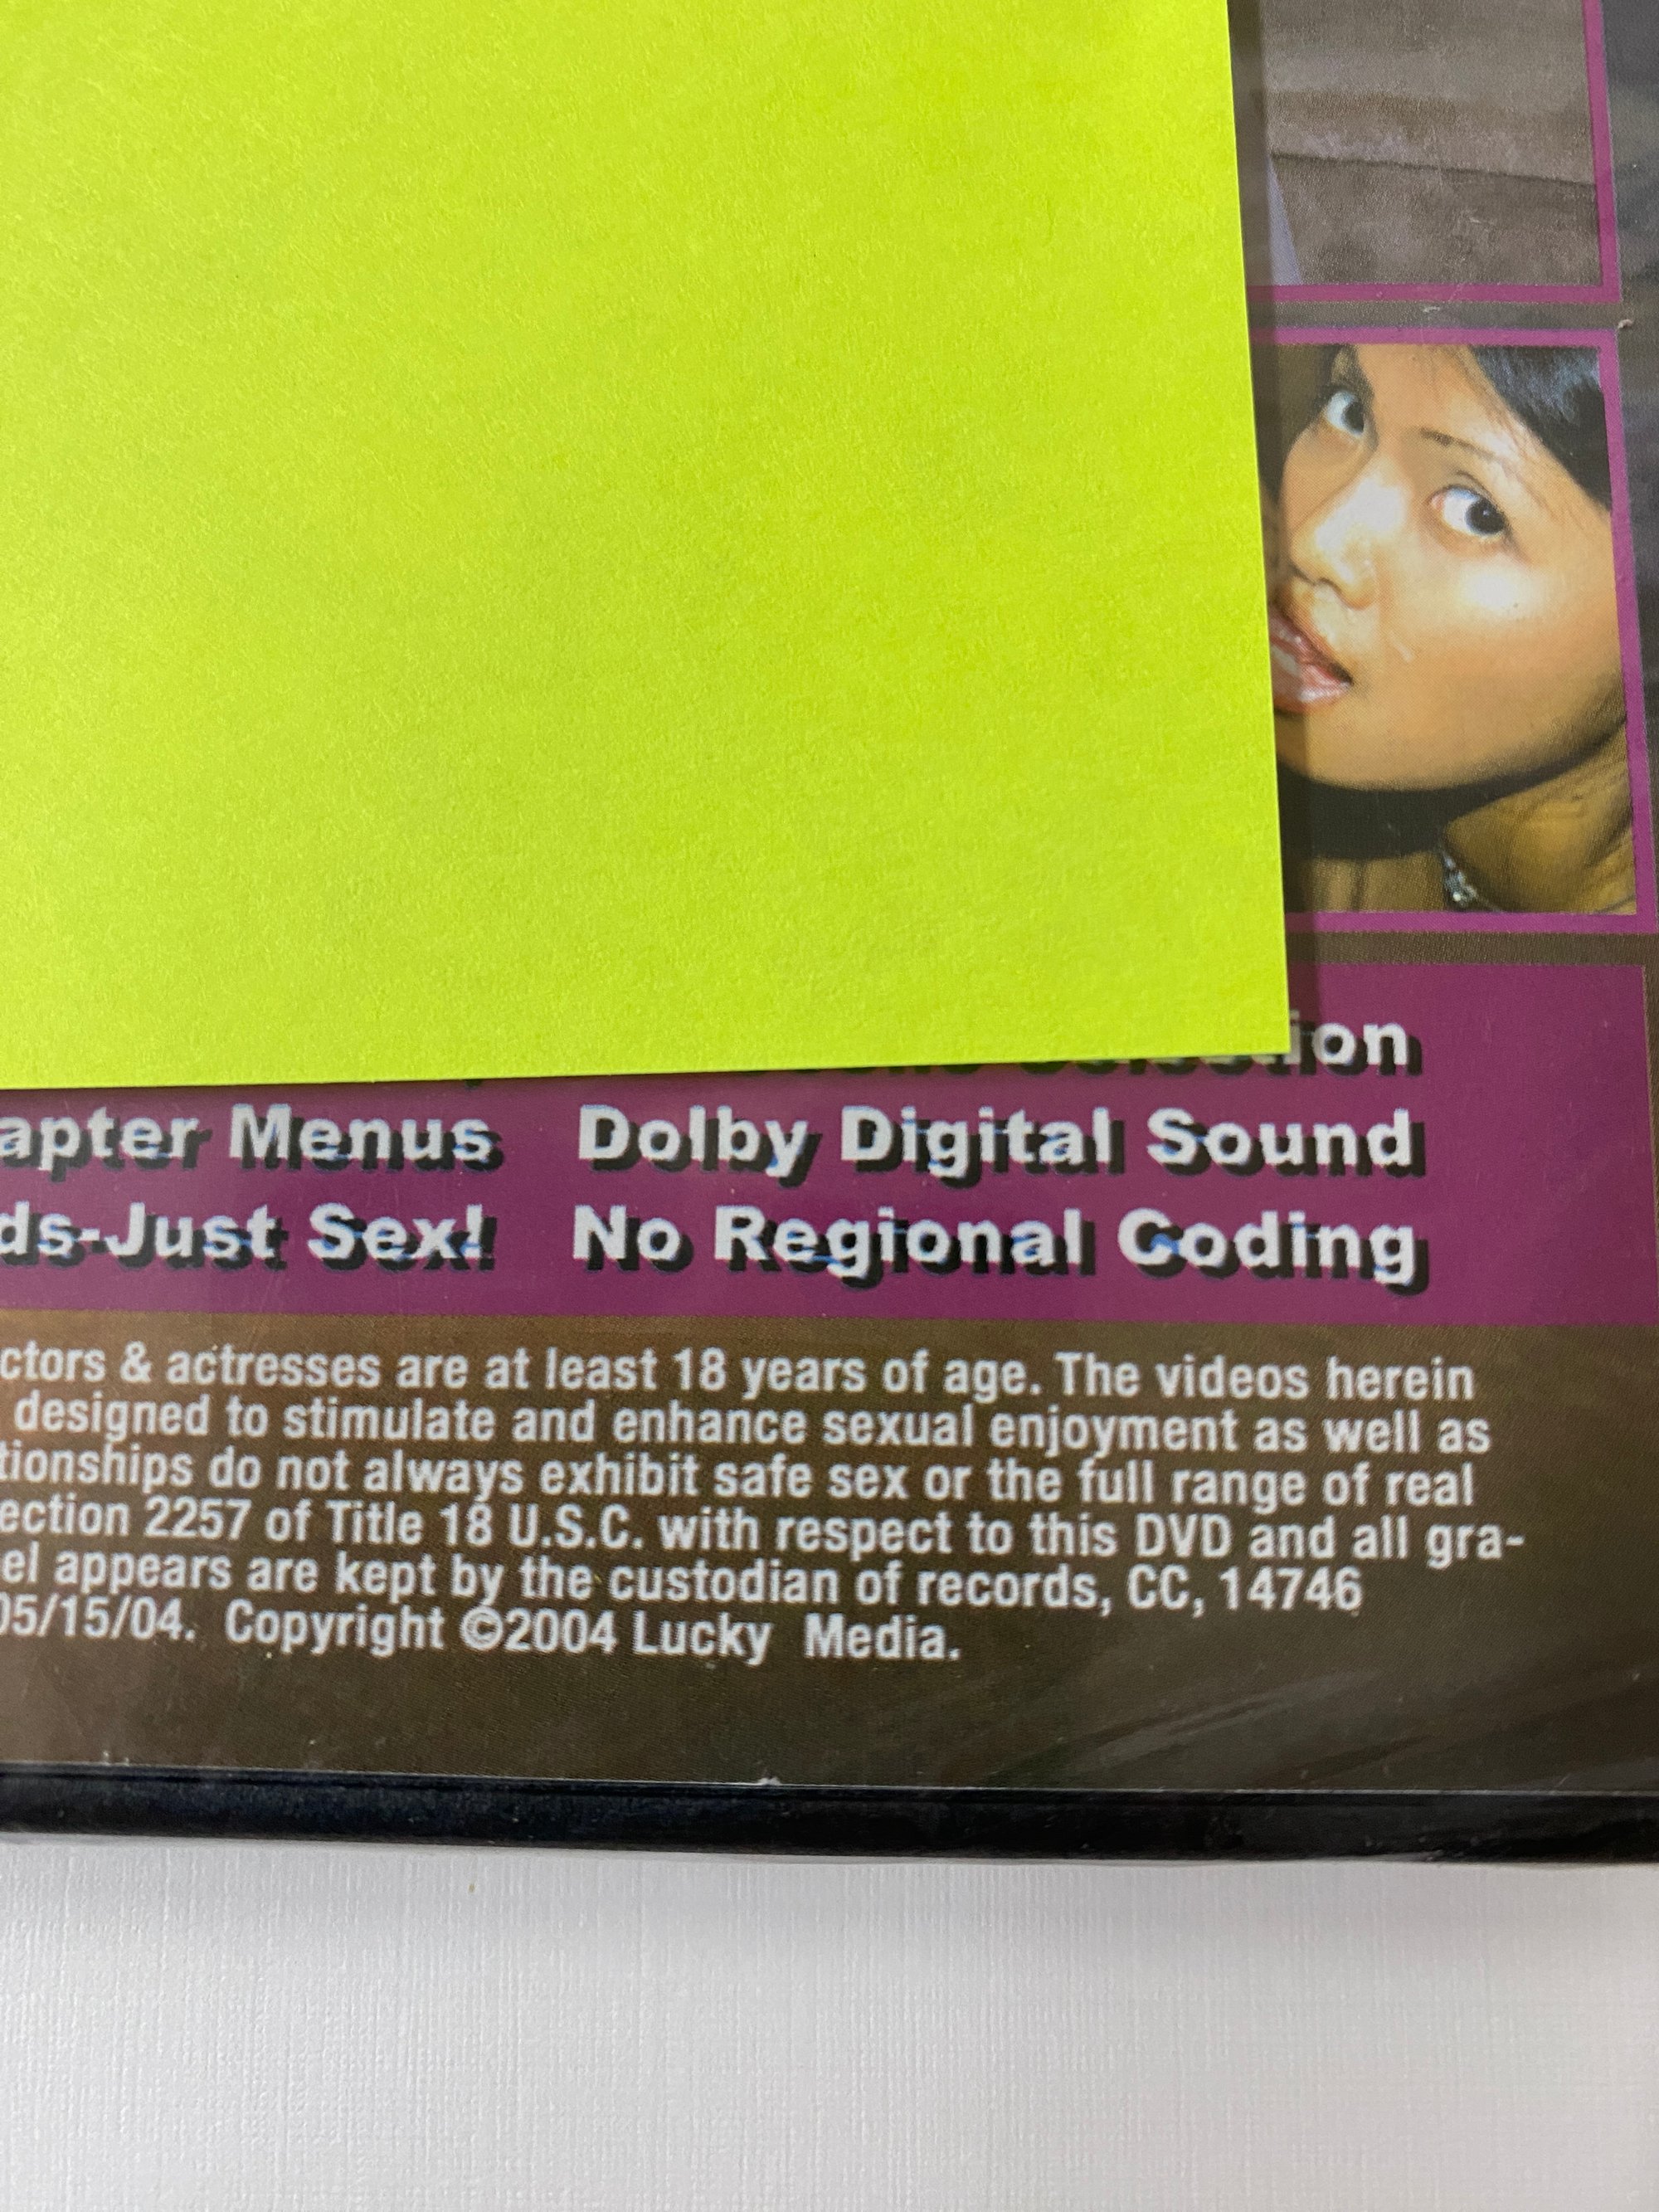 ion
apter Menus Dolby Digital Sound
ds-Just Sex! No Regional Coding
ctors & actresses are at least 18 years of age. The videos herein
designed to stimulate and enhance sexual enjoyment as well as
tionships do not always exhibit safe sex or the full range of real
ection 2257 of Title 18 U.S.C. with respect to this DVD and all gra-
el appears are kept by the custodian of records, CC, 14746
05/15/04. Copyright ©2004 Lucky Media.